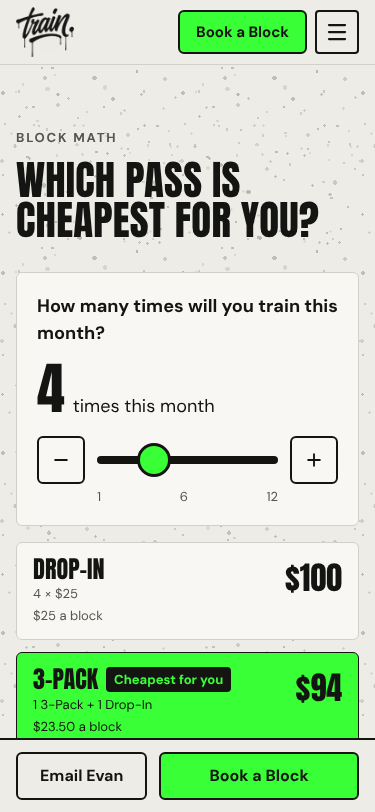 train.
Book a Block
BLOCK MATH
WHICH PASS IS
CHEAPEST FOR YOU?
How many times will you train this
month?
4 times this month
− +
1 6 12
DROP-IN
$100
4 × $25
$25 a block
3-PACK Cheapest for you
$94
1 3-Pack + 1 Drop-In
$23.50 a block
Email Evan
Book a Block